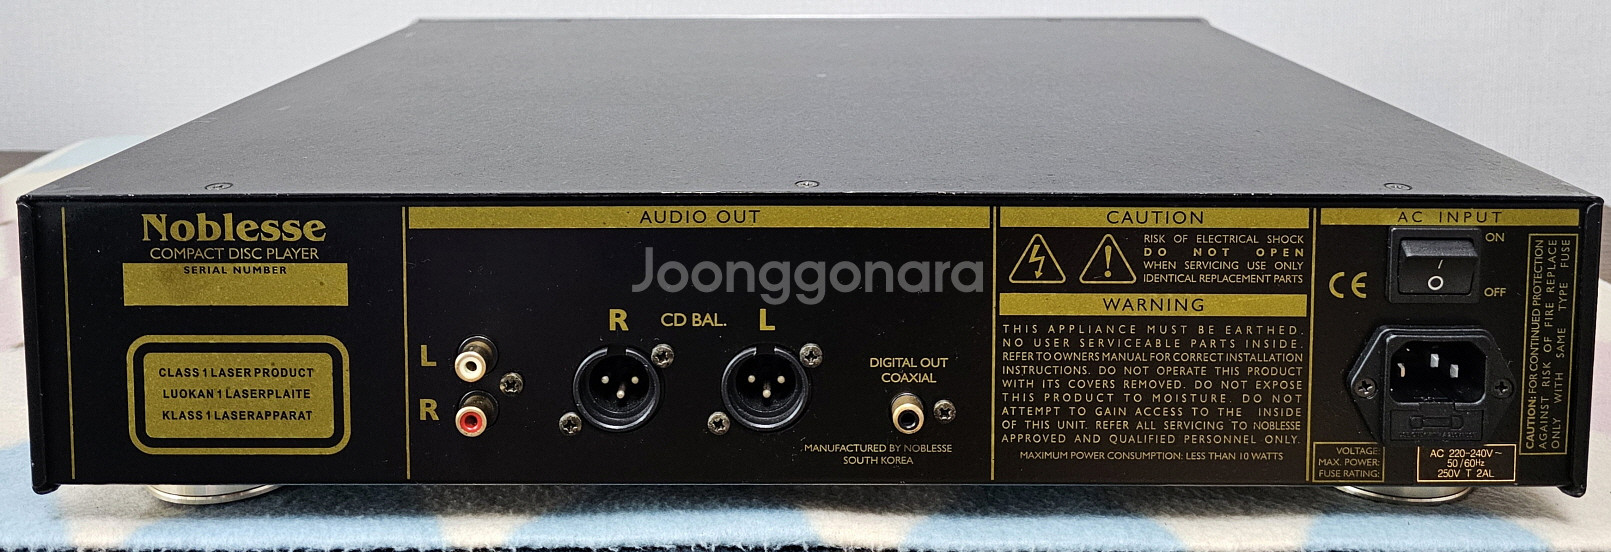 Noblesse
COMPACT DISC PLAYER
SERIAL NUMBER
CLASS 1 LASER PRODUCT
LUOKAN 1 LASERPLAITE
KLASS 1 LASERAPPARAT
AUDIO OUT
Joonggonara
R CD BAL. L
L
R
DIGITAL OUT
COAXIAL
MANUFACTURED BY NOBLESSE
SOUTH KOREA
CAUTION
RISK OF ELECTRICAL SHOCK
DO NOT OPEN
WHEN SERVICING USE ONLY
IDENTICAL REPLACEMENT PARTS
WARNING
THIS APPLIANCE MUST BE EARTHED.
NO USER SERVICEABLE PARTS INSIDE.
REFER TO OWNERS MANUAL FOR CORRECT INSTALLATION
INSTRUCTIONS. DO NOT OPERATE THIS PRODUCT
WITH ITS COVERS REMOVED. DO NOT EXPOSE
THIS PRODUCT TO MOISTURE. DO NOT
ATTEMPT TO GAIN ACCESS TO THE INSIDE
OF THIS UNIT. REFER ALL SERVICING TO NOBLESSE
APPROVED AND QUALIFIED PERSONNEL ONLY.
MAXIMUM POWER CONSUMPTION: LESS THAN 10 WATTS
AC INPUT
CE
ON
OFF
CAUTION: FOR CONTINUED PROTECTION
AGAINST RISK OF FIRE REPLACE
ONLY WITH SAME TYPE FUSE
VOLTAGE:
MAX. POWER:
FUSE RATING:
AC 220-240V~
50/60Hz
250V T 2AL